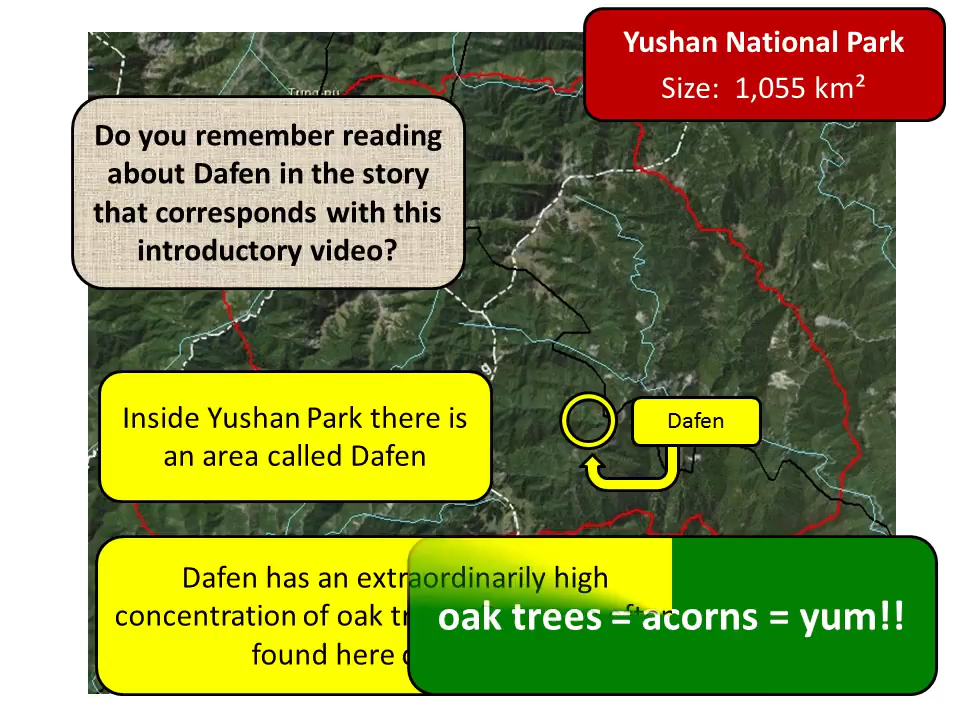 Yushan National Park
Size: 1,055 km²
Do you remember reading
about Dafen in the story
that corresponds with this
introductory video?
Inside Yushan Park there is
an area called Dafen
Dafen
Dafen has an extraordinarily high
concentration of oak
found here
oak trees = acorns = yum!!